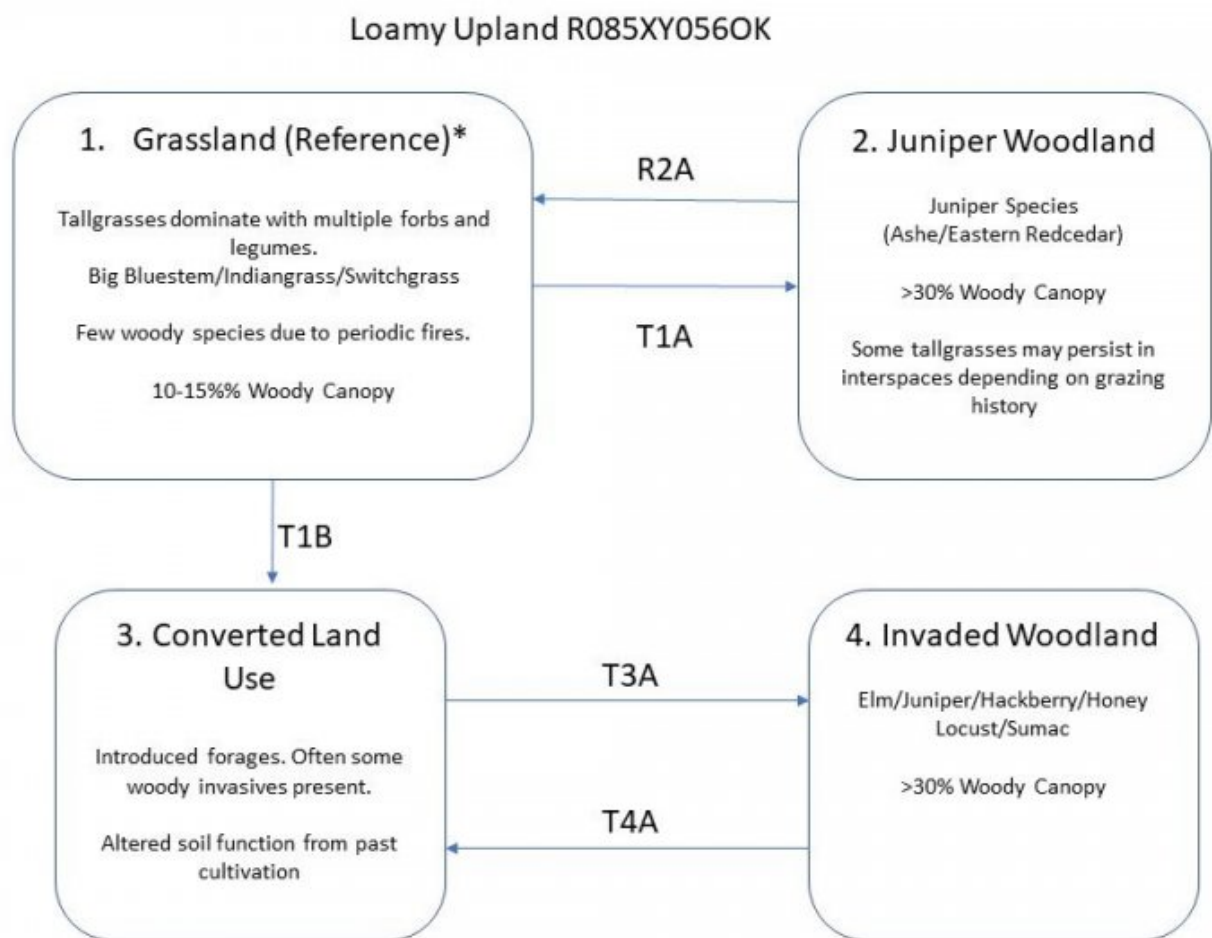 Loamy Upland R085XY056OK
1. Grassland (Reference)*
Tallgrasses dominate with multiple forbs and
legumes.
Big Bluestem/Indiangrass/Switchgrass
Few woody species due to periodic fires.
10-15%% Woody Canopy
R2A
T1A
2. Juniper Woodland
Juniper Species
(Ashe/Eastern Redcedar)
>30% Woody Canopy
Some tallgrasses may persist in
interspaces depending on grazing
history
T1B
3. Converted Land
Use
Introduced forages. Often some
woody invasives present.
Altered soil function from past
cultivation
T3A
T4A
4. Invaded Woodland
Elm/Juniper/Hackberry/Honey
Locust/Sumac
>30% Woody Canopy